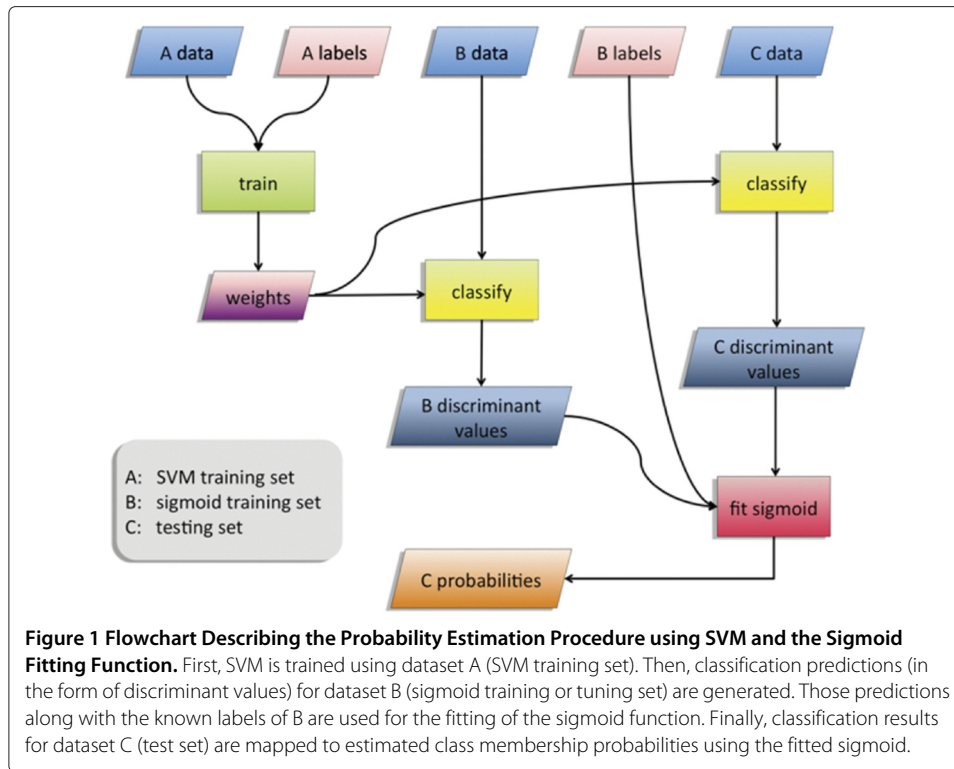 A data
A labels
B data
B labels
C data
train
classify
weights
classify
C discriminant
values
B discriminant
values
A: SVM training set
B: sigmoid training set
C: testing set
fit sigmoid
C probabilities
Figure 1 Flowchart Describing the Probability Estimation Procedure using SVM and the Sigmoid
Fitting Function. First, SVM is trained using dataset A (SVM training set). Then, classification predictions (in
the form of discriminant values) for dataset B (sigmoid training or tuning set) are generated. Those predictions
along with the known labels of B are used for the fitting of the sigmoid function. Finally, classification results
for dataset C (test set) are mapped to estimated class membership probabilities using the fitted sigmoid.